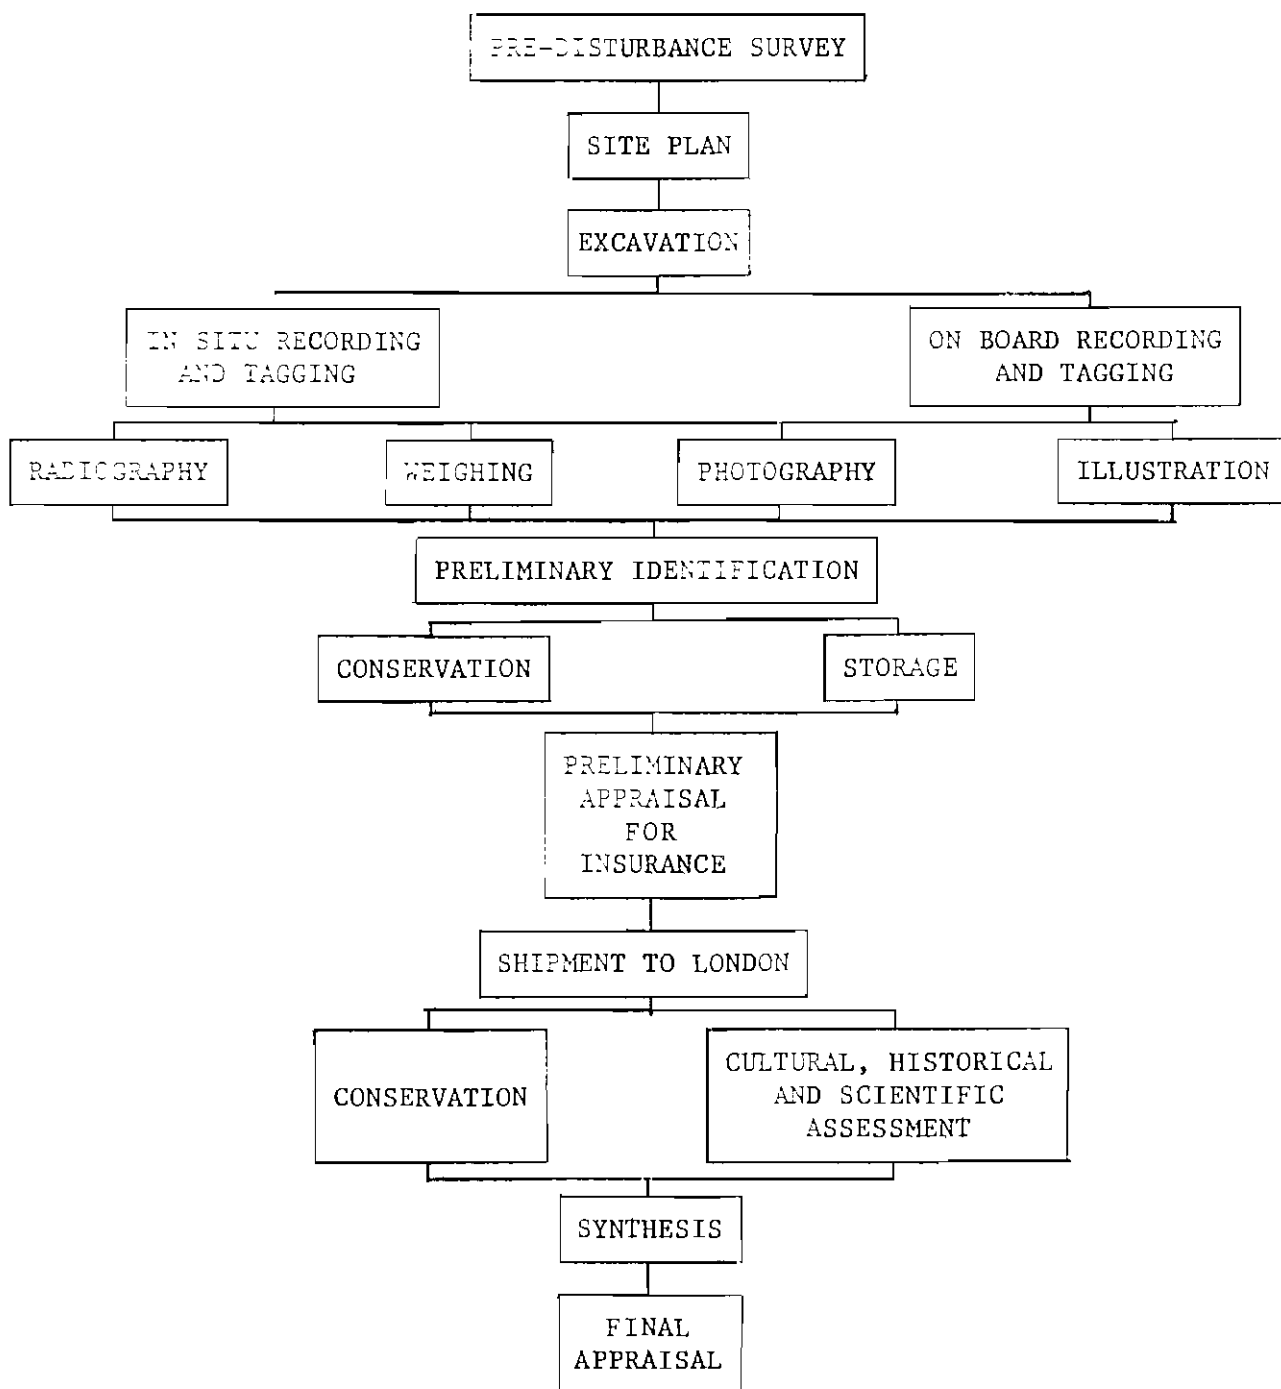 PRE-DISTURBANCE SURVEY
SITE PLAN
EXCAVATION
IN SITU RECORDING
AND TAGGING
ON BOARD RECORDING
AND TAGGING
RADIOGRAPHY
WEIGHING
PHOTOGRAPHY
ILLUSTRATION
PRELIMINARY IDENTIFICATION
CONSERVATION
STORAGE
PRELIMINARY
APPRAISAL
FOR
INSURANCE
SHIPMENT TO LONDON
CONSERVATION
CULTURAL, HISTORICAL
AND SCIENTIFIC
ASSESSMENT
SYNTHESIS
FINAL
APPRAISAL